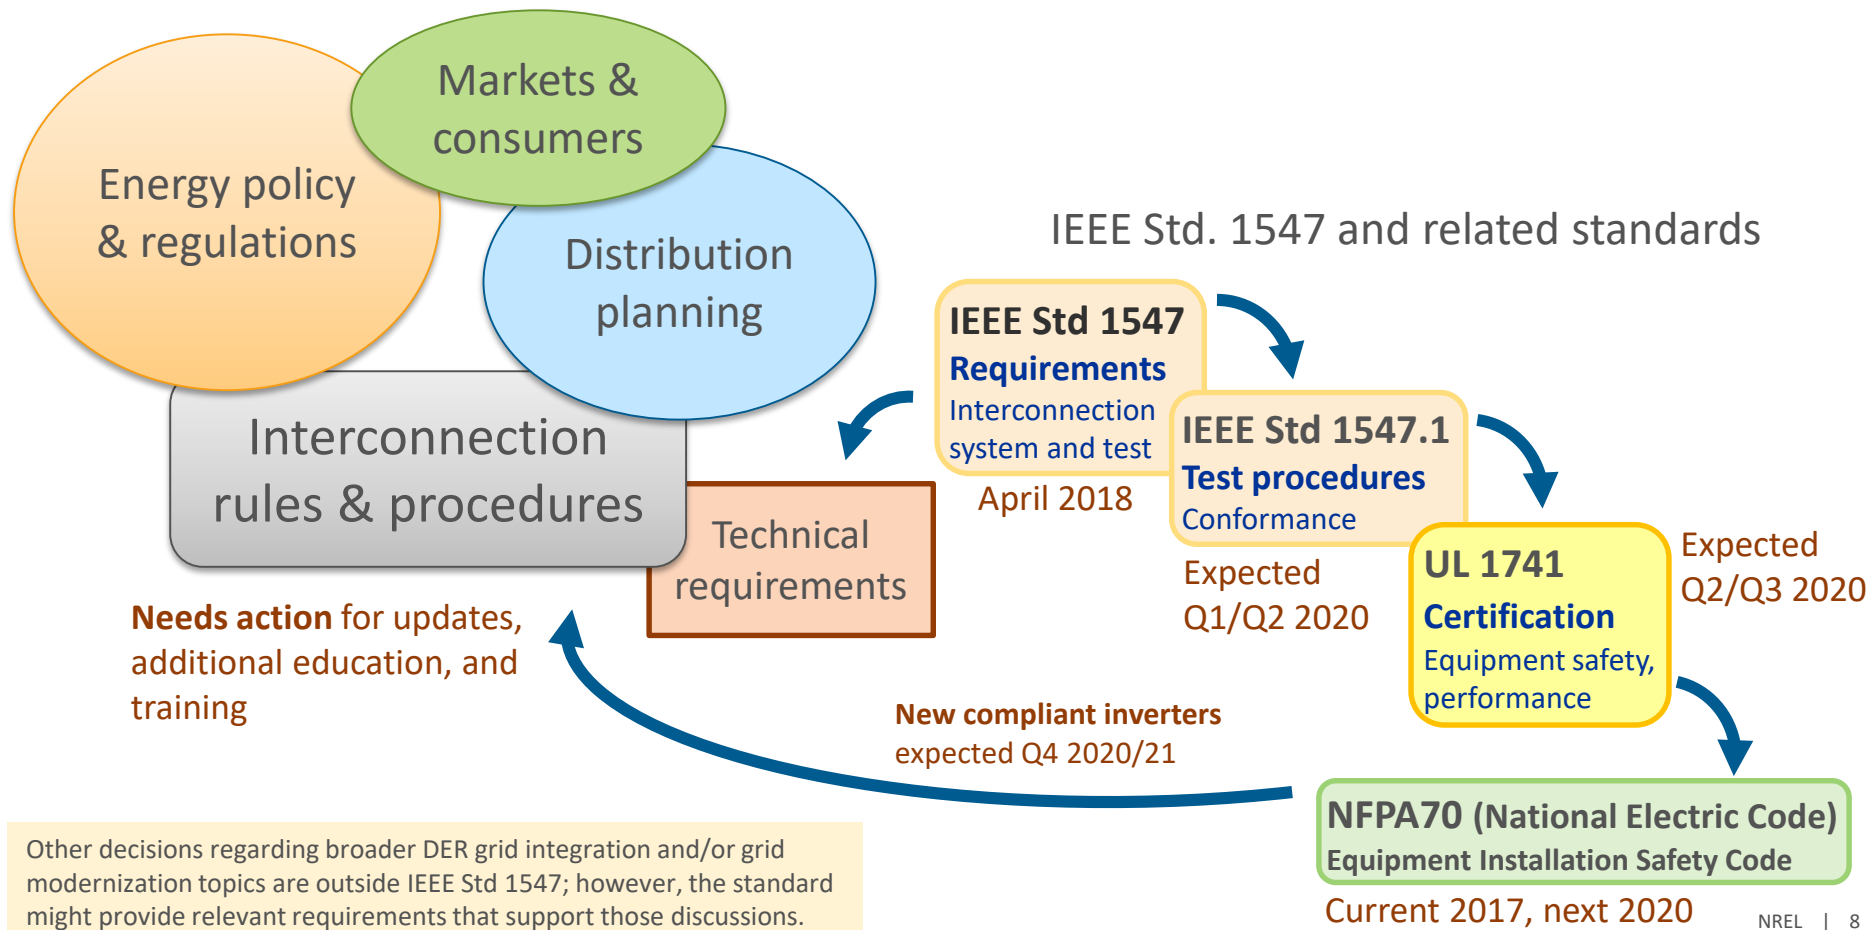 Markets &
consumers
Energy policy
& regulations
Distribution
planning
Interconnection
rules & procedures
Technical
requirements
Needs action for updates,
additional education, and
training
IEEE Std. 1547 and related standards
IEEE Std 1547
Requirements
Interconnection
system and test
April 2018
IEEE Std 1547.1
Test procedures
Conformance
Expected
Q1/Q2 2020
UL 1741
Certification
Equipment safety,
performance
Expected
Q2/Q3 2020
New compliant inverters
expected Q4 2020/21
NFPA70 (National Electric Code)
Equipment Installation Safety Code
Current 2017, next 2020
Other decisions regarding broader DER grid integration and/or grid
modernization topics are outside IEEE Std 1547; however, the standard
might provide relevant requirements that support those discussions.
NREL | 8